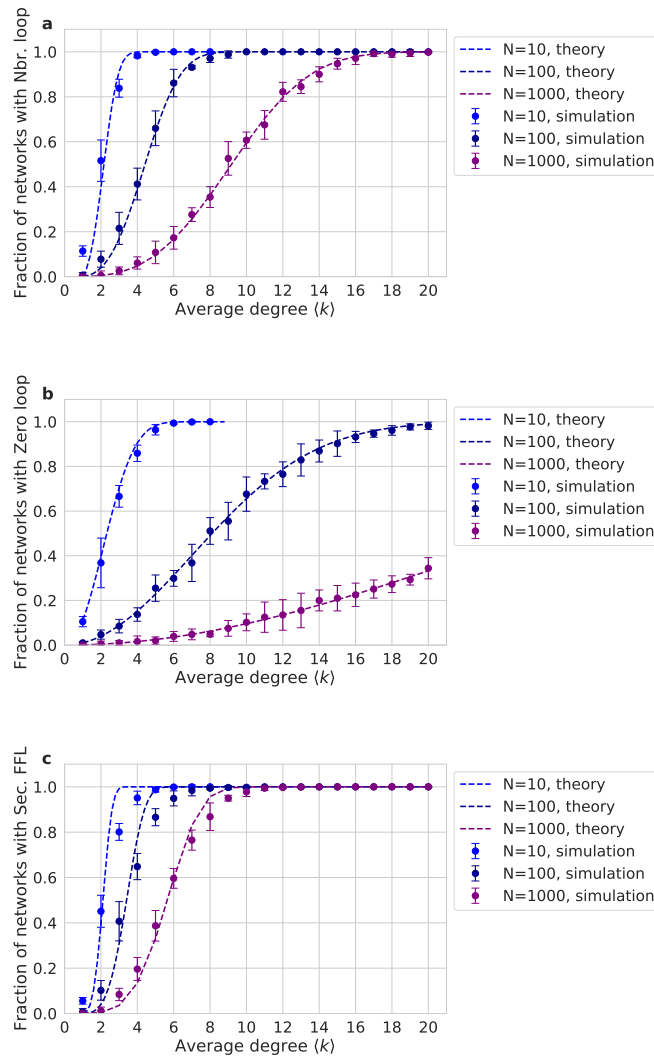 a
Fraction of networks with Nbr. loop
1.0
0.8
0.6
0.4
0.2
0.0
0 2 4 6 8 10 12 14 16 18 20
Average degree ⟨k⟩
N=10, theory
N=100, theory
N=1000, theory
N=10, simulation
N=100, simulation
N=1000, simulation
b
Fraction of networks with Zero loop
1.0
0.8
0.6
0.4
0.2
0.0
0 2 4 6 8 10 12 14 16 18 20
Average degree ⟨k⟩
N=10, theory
N=100, theory
N=1000, theory
N=10, simulation
N=100, simulation
N=1000, simulation
c
Fraction of networks with Sec. FFL
1.0
0.8
0.6
0.4
0.2
0.0
0 2 4 6 8 10 12 14 16 18 20
Average degree ⟨k⟩
N=10, theory
N=100, theory
N=1000, theory
N=10, simulation
N=100, simulation
N=1000, simulation